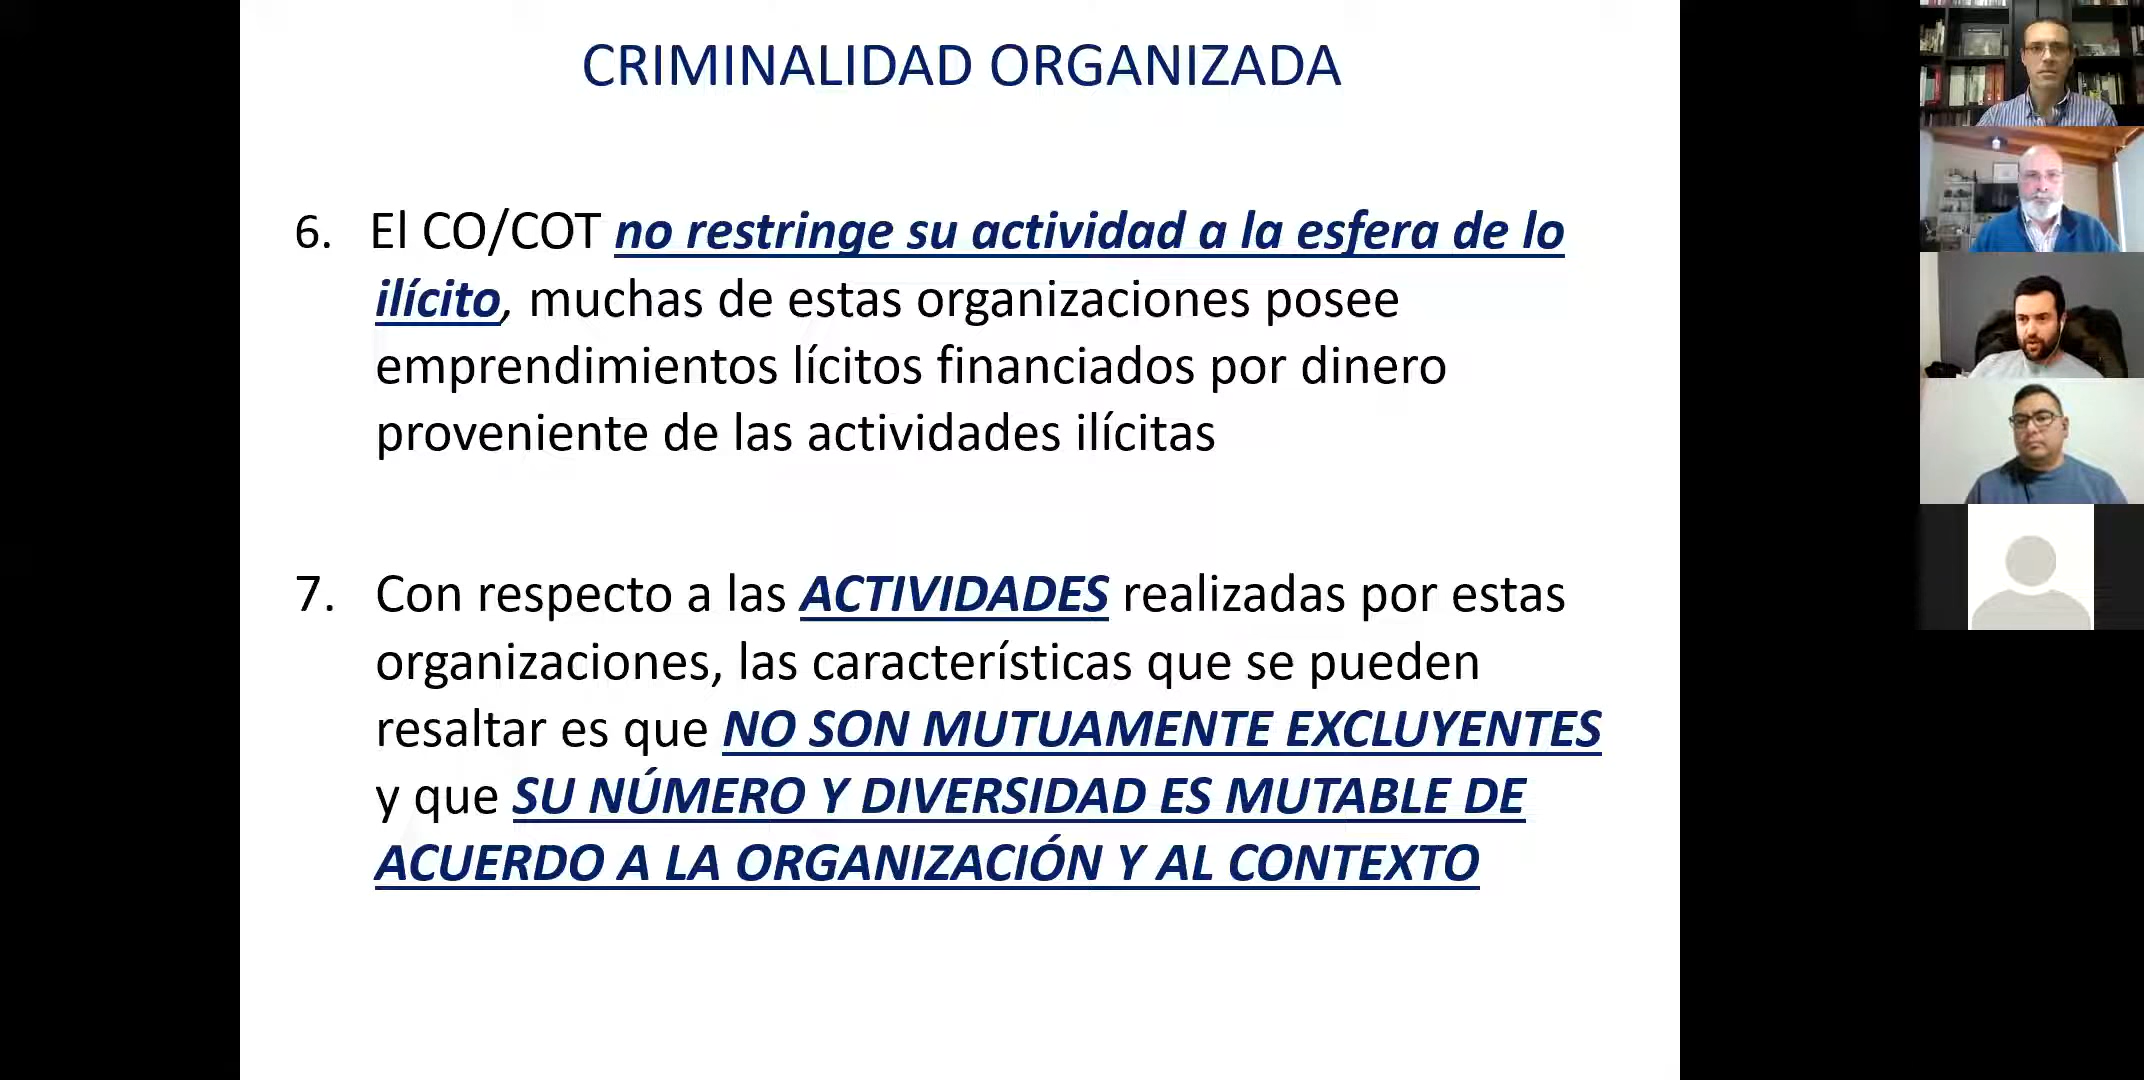 CRIMINALIDAD ORGANIZADA
6. El CO/COT no restringe su actividad a la esfera de lo
ilícito, muchas de estas organizaciones posee
emprendimientos lícitos financiados por dinero
proveniente de las actividades ilícitas
7. Con respecto a las ACTIVIDADES realizadas por estas
organizaciones, las características que se pueden
resaltar es que NO SON MUTUAMENTE EXCLUYENTES
y que SU NÚMERO Y DIVERSIDAD ES MUTABLE DE
ACUERDO A LA ORGANIZACIÓN Y AL CONTEXTO